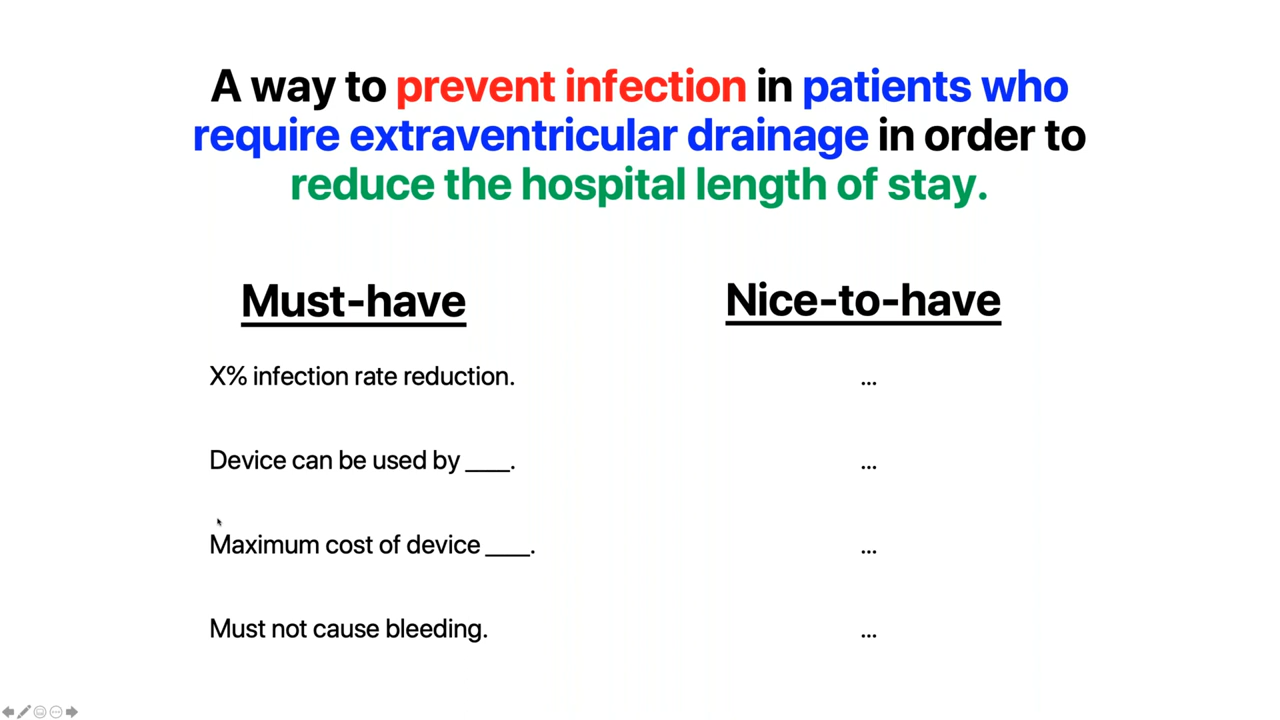 A way to prevent infection in patients who
require extraventricular drainage in order to
reduce the hospital length of stay.
Must-have
Nice-to-have
X% infection rate reduction.
...
Device can be used by ____.
...
Maximum cost of device ____.
...
Must not cause bleeding.
...